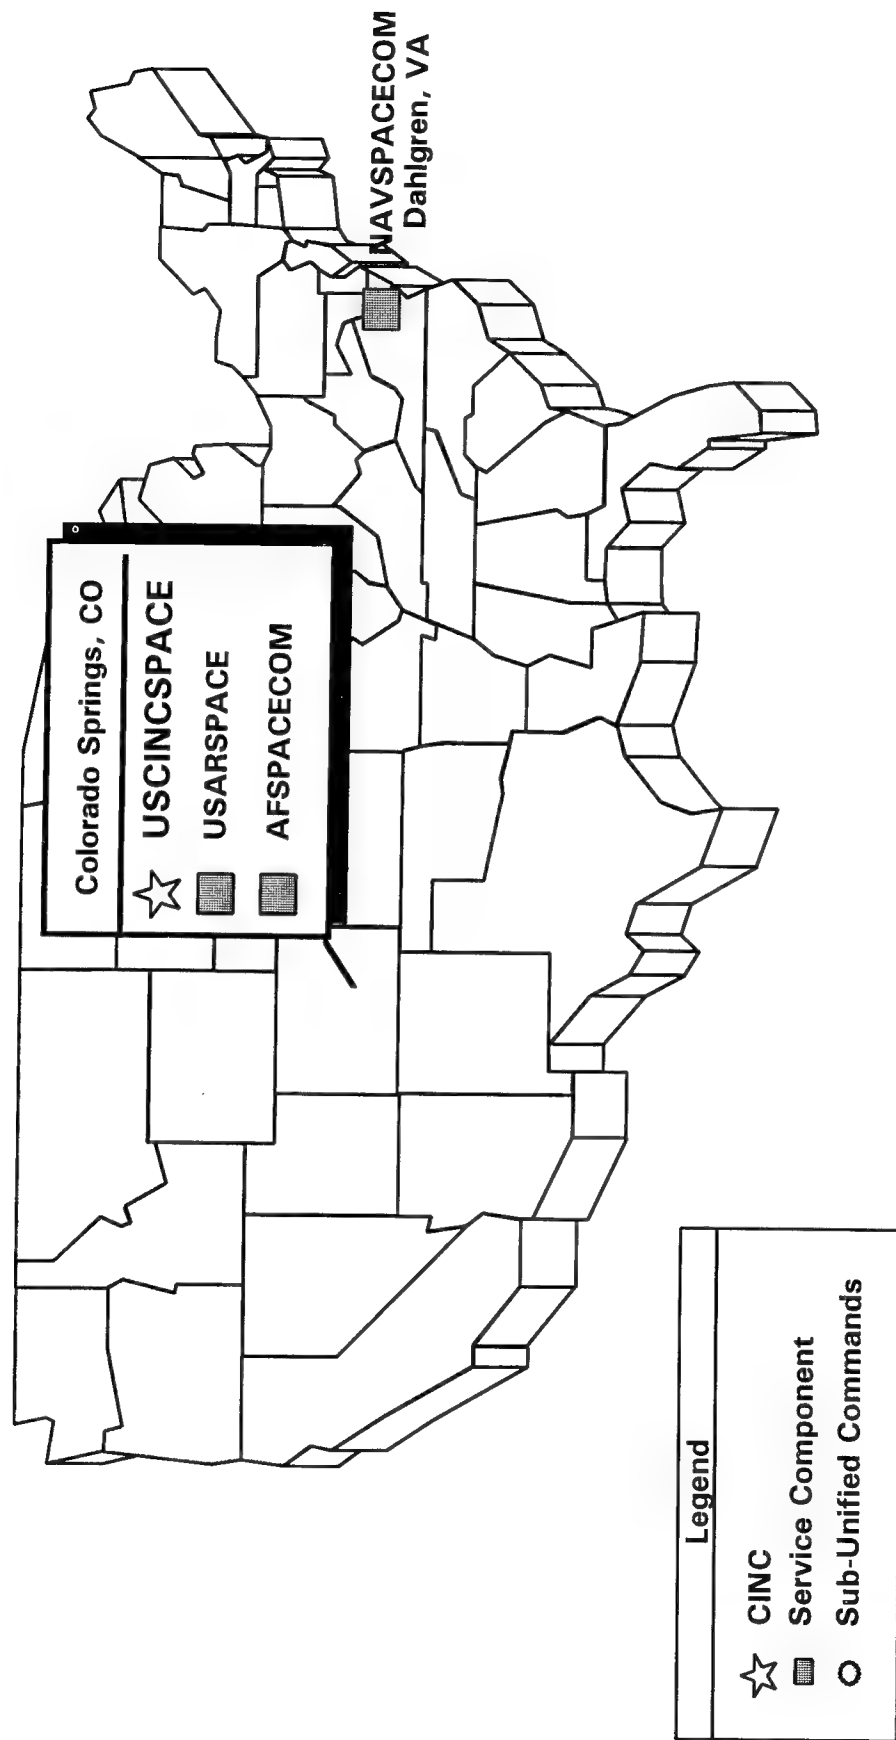 Colorado Springs, CO
USCINCSPACE
USARSPACE
AFSPACECOM
NAVSPACECOM
Dahlgren, VA
Legend
CINC
Service Component
Sub-Unified Commands